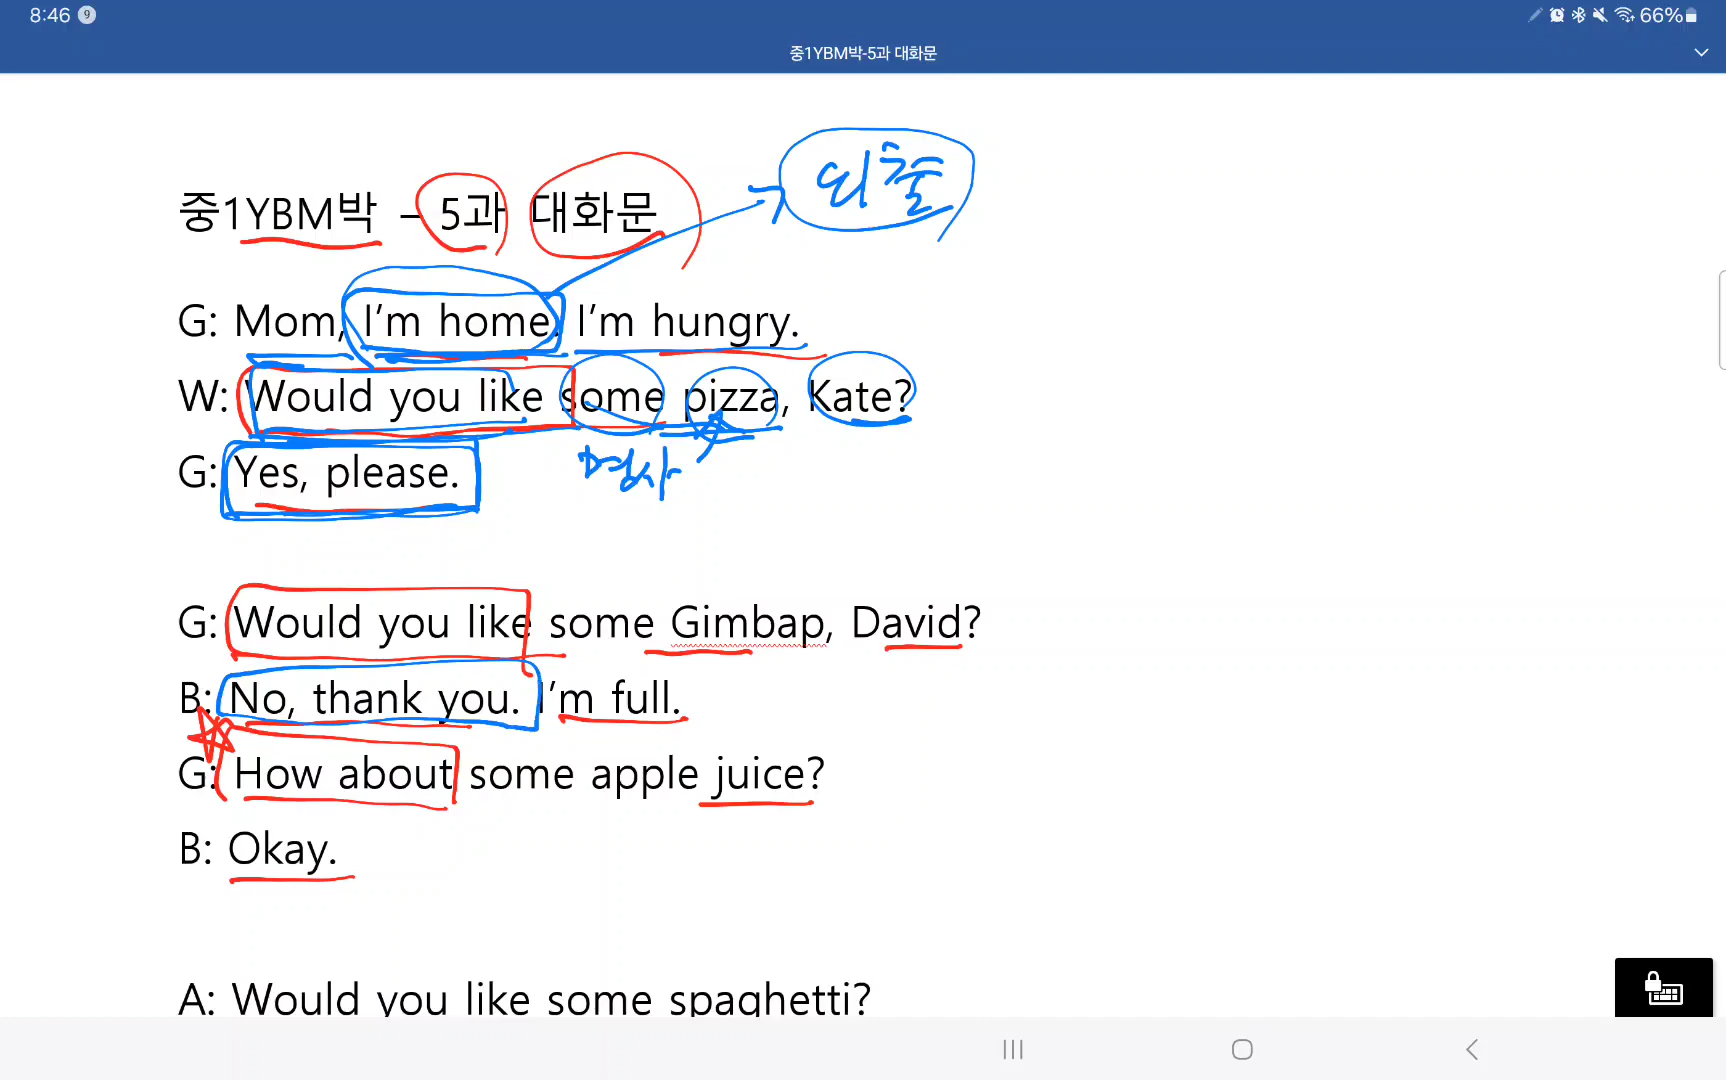 8:46 9 66%
중1YBM박-5과 대화문
외출
중1YBM박 – 5과 대화문
G: Mom, I'm home. I'm hungry.
W: Would you like some pizza, Kate?
명사
G: Yes, please.
G: Would you like some Gimbap, David?
B: No, thank you. I'm full.
G: How about some apple juice?
B: Okay.
A: Would you like some spaghetti?